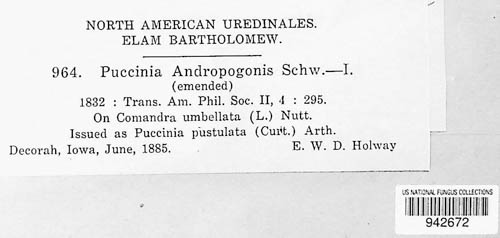 NORTH AMERICAN UREDINALES.
ELAM BARTHOLOMEW.
964. Puccinia Andropogonis Schw.—I.
(emended)
1832 : Trans. Am. Phil. Soc. II, 4 : 295.
On Comandra umbellata (L.) Nutt.
Issued as Puccinia pustulata (Curt.) Arth.
Decorah, Iowa, June, 1885. E. W. D. Holway
US NATIONAL FUNGUS COLLECTIONS
942672